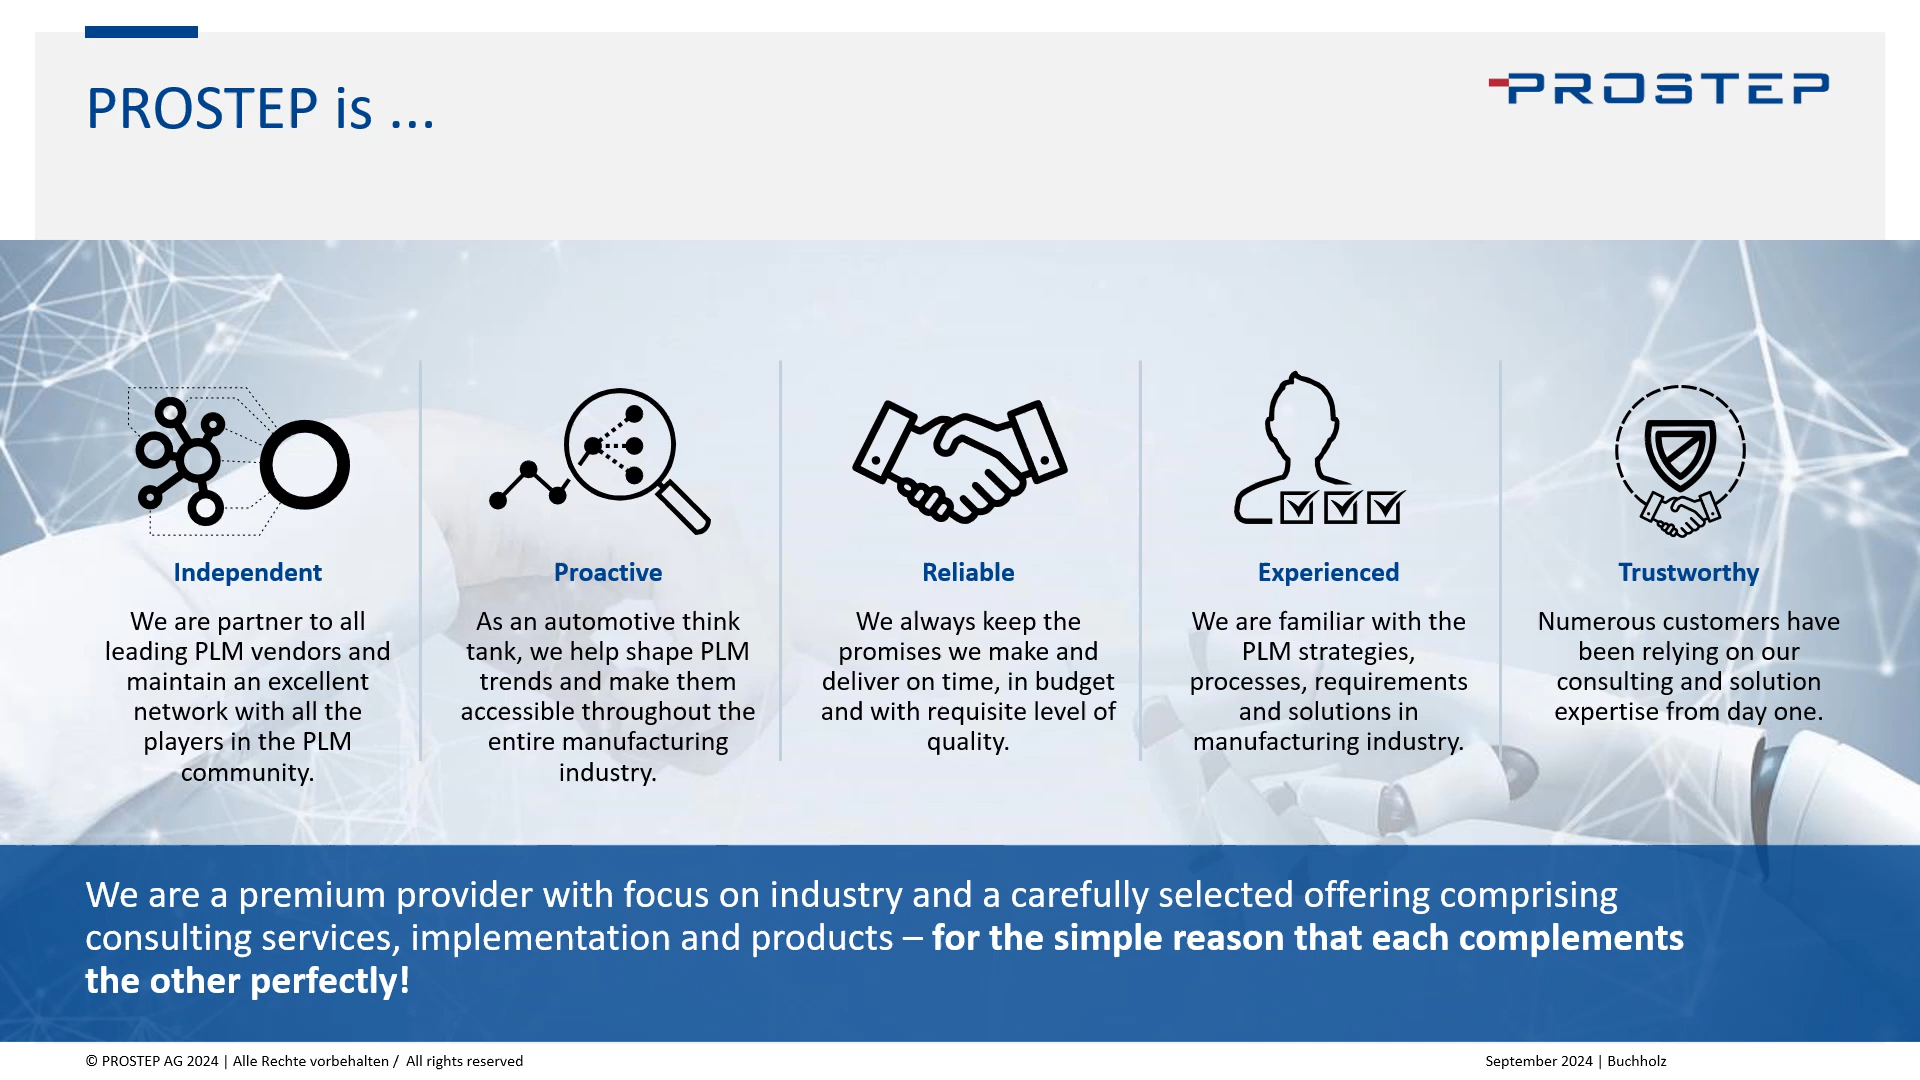 PROSTEP is ...
PROSTEP
Independent
We are partner to all
leading PLM vendors and
maintain an excellent
network with all the
players in the PLM
community.
Proactive
As an automotive think
tank, we help shape PLM
trends and make them
accessible throughout the
entire manufacturing
industry.
Reliable
We always keep the
promises we make and
deliver on time, in budget
and with requisite level of
quality.
Experienced
We are familiar with the
PLM strategies,
processes, requirements
and solutions in
manufacturing industry.
Trustworthy
Numerous customers have
been relying on our
consulting and solution
expertise from day one.
We are a premium provider with focus on industry and a carefully selected offering comprising
consulting services, implementation and products – for the simple reason that each complements
the other perfectly!
© PROSTEP AG 2024 | Alle Rechte vorbehalten / All rights reserved
September 2024 | Buchholz